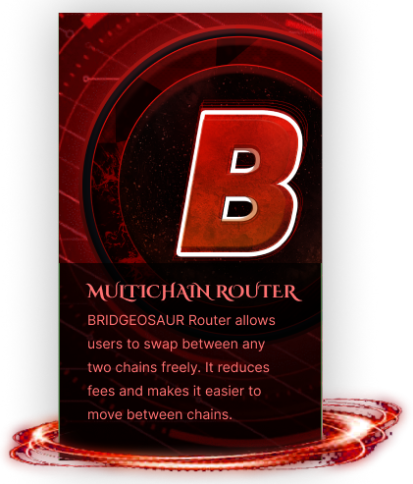 B
MULTICHAIN ROUTER
BRIDGEOSAUR Router allows
users to swap between any
two chains freely. It reduces
fees and makes it easier to
move between chains.